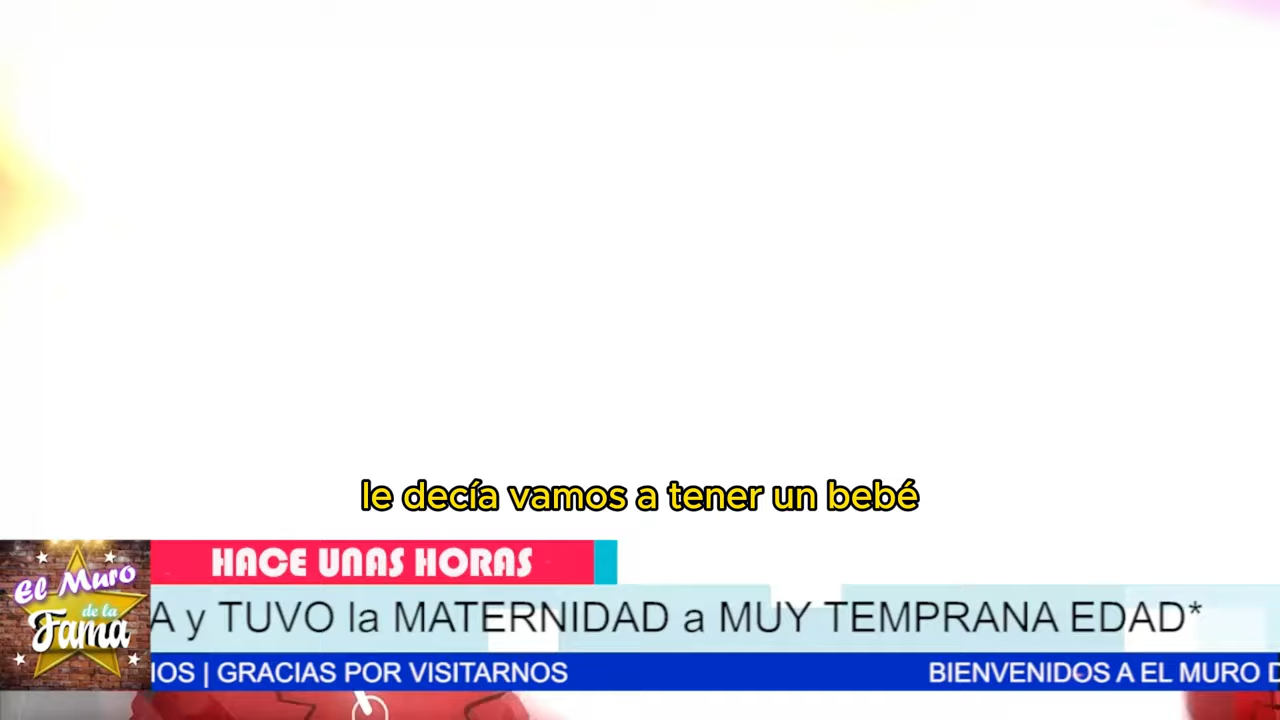 le decía vamos a tener un bebé
HACE UNAS HORAS
El Muro
de la
Fama
A y TUVO la MATERNIDAD a MUY TEMPRANA EDAD*
IOS | GRACIAS POR VISITARNOS
BIENVENIDOS A EL MURO D